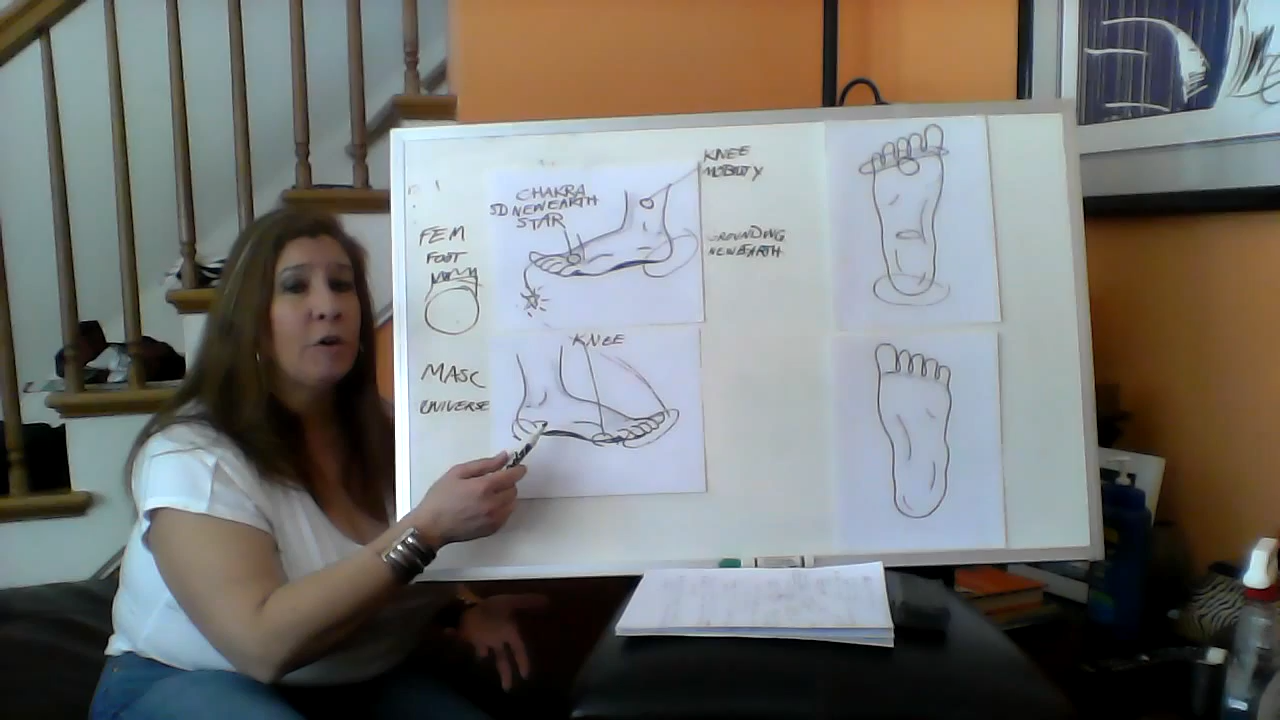 KNEE
MOBILITY
CHAKRA
5D NEW EARTH
STAR
FEM
FOOT
GROUNDING
NEW EARTH
KNEE
MASC
UNIVERSE